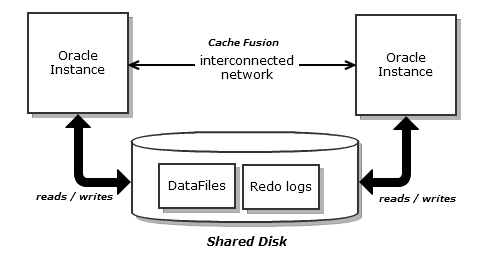 Oracle
Instance
Cache Fusion
interconnected
network
Oracle
Instance
reads / writes
DataFiles
Redo logs
reads / writes
Shared Disk